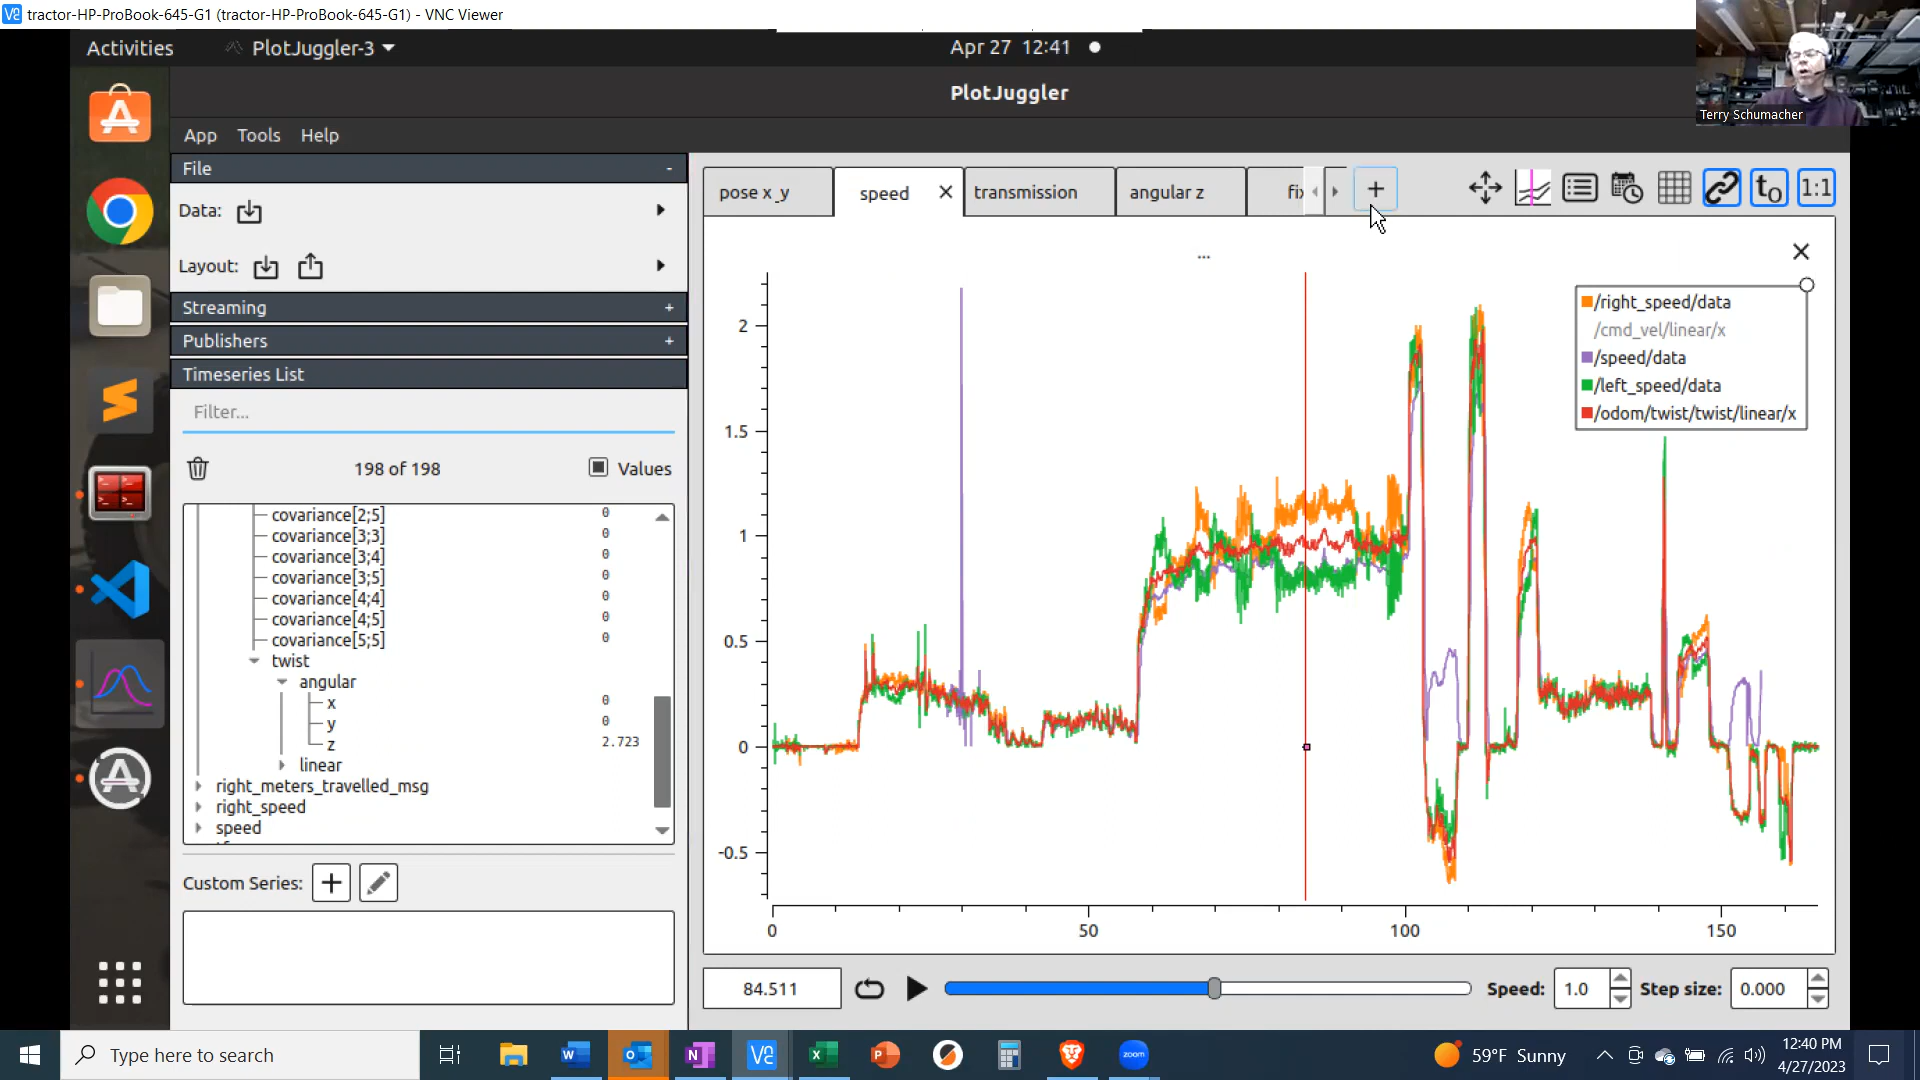 tractor-HP-ProBook-645-G1 (tractor-HP-ProBook-645-G1) - VNC Viewer
Activities
PlotJuggler-3
Apr 27 12:41
PlotJuggler
Terry Schumacher
App Tools Help
File -
Data:
Layout:
Streaming +
Publishers +
Timeseries List
Filter...
198 of 198
Values
covariance[2;5] 0
covariance[3;3] 0
covariance[3;4] 0
covariance[3;5] 0
covariance[4;4] 0
covariance[4;5] 0
covariance[5;5] 0
twist
angular
x 0
y 0
z 2.723
linear
right_meters_travelled_msg
right_speed
speed
Custom Series:
pose x_y
speed
transmission
angular z
fix
to
1:1
...
/right_speed/data
/cmd_vel/linear/x
/speed/data
/left_speed/data
/odom/twist/twist/linear/x
2
1.5
1
0.5
0
-0.5
0 50 100 150
84.511
Speed: 1.0 Step size: 0.000
Type here to search
zoom
59°F Sunny
12:40 PM
4/27/2023